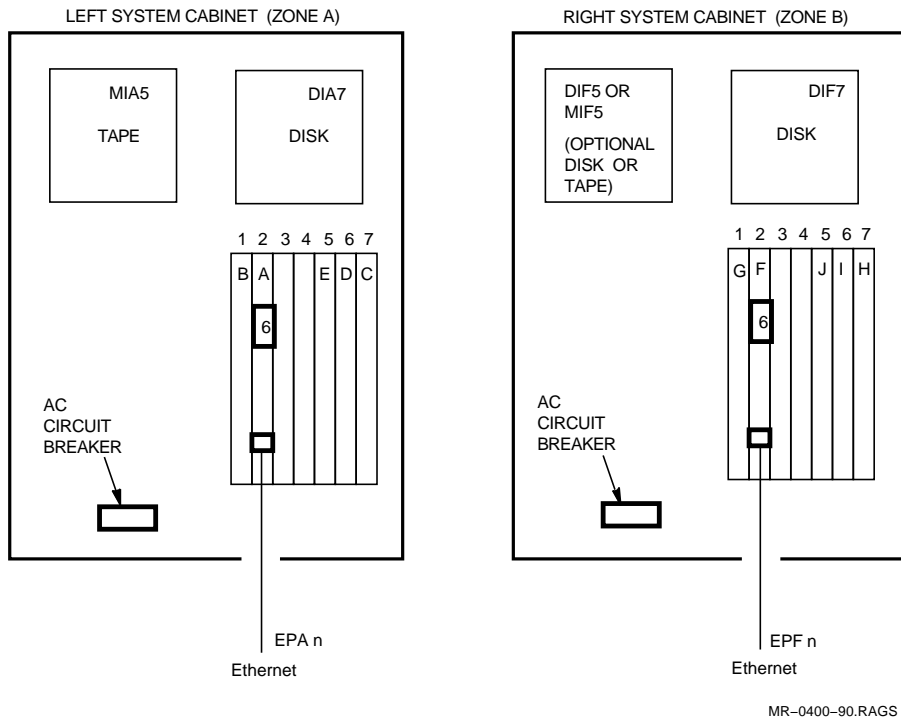 LEFT SYSTEM CABINET (ZONE A)
MIA5
TAPE
DIA7
DISK
1 2 3 4 5 6 7
B A E D C
6
AC
CIRCUIT
BREAKER
EPA n
Ethernet
RIGHT SYSTEM CABINET (ZONE B)
DIF5 OR
MIF5
(OPTIONAL
DISK OR
TAPE)
DIF7
DISK
1 2 3 4 5 6 7
G F J I H
6
AC
CIRCUIT
BREAKER
EPF n
Ethernet
MR–0400–90.RAGS